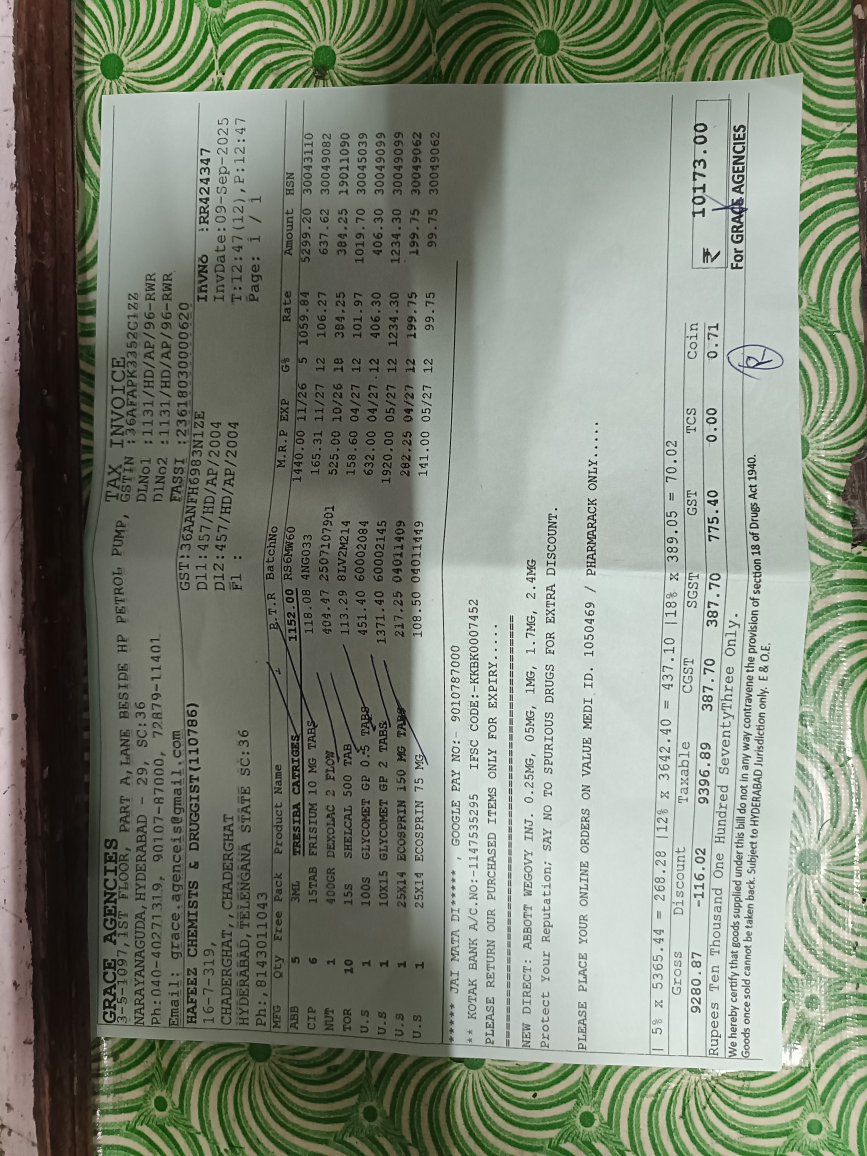 GRACE AGENCIES
TAX INVOICE
3-5-1097,1ST FLOOR, PART A,LANE BESIDE HP PETROL PUMP, GSTIN :36AFAPK3352C1ZZ
NARAYANAGUDA,HYDERABAD - 29, SC:36 DLNo1 :1131/HD/AP/96-RWR
Ph:040-40271319, 90107-87000, 72879-11401 DlNo2 :1131/HD/AP/96-RWR
Email: grace.agenceis@gmail.com FASSI :23618030000620
HAFEEZ CHEMISTS & DRUGGIST(110786) GST:36AANFH6983N1ZE InvNo :RR424347
16-7-319, D11:457/HD/AP/2004 InvDate:09-Sep-2025
CHADERGHAT,,CHADERGHAT D12:457/HD/AP/2004 T:12:47(12),P:12:47
HYDERABAD,TELENGANA STATE SC:36 Fl : Page: 1 / 1
Ph:,8143011043
MFG Qty Free Pack Product Name P.T.R BatchNo M.R.P EXP G% Rate Amount HSN
ABB 5 3ML TRESIBA CATRIGES 1152.00 RS6MW60 1440.00 11/26 5 1059.84 5299.20 30043110
CIP 6 15TAB FRISIUM 10 MG TABS 118.08 4NG033 165.31 11/27 12 106.27 637.62 30049082
NUT 1 400GR DEXOLAC 2 FLOW 404.47 2507107901 525.00 10/26 18 384.25 384.25 19011090
TOR 10 15S SHELCAL 500 TAB 113.29 8LV2M214 158.60 04/27 12 101.97 1019.70 30045039
U.S 1 100S GLYCOMET GP 0.5 TABS 451.40 60002084 632.00 04/27 12 406.30 406.30 30049099
U.S 1 10X15 GLYCOMET GP 2 TABS 1371.40 60002145 1920.00 05/27 12 1234.30 1234.30 30049099
U.S 1 25X14 ECOSPRIN 150 MG TABS 217.25 04011409 282.25 04/27 12 199.75 199.75 30049062
U.S 1 25X14 ECOSPRIN 75 MG 108.50 04011449 141.00 05/27 12 99.75 99.75 30049062
***** JAI MATA DI***** , GOOGLE PAY NO:- 9010787000
** KOTAK BANK A/C.NO:-1147535295 IFSC CODE:-KKBK0007452
PLEASE RETURN OUR PURCHASED ITEMS ONLY FOR EXPIRY.....
NEW DIRECT: ABBOTT WEGOVY INJ. 0.25MG, 05MG, 1MG, 1.7MG, 2.4MG
Protect Your Reputation; SAY NO TO SPURIOUS DRUGS FOR EXTRA DISCOUNT.
PLEASE PLACE YOUR ONLINE ORDERS ON VALUE MEDI ID. 1050469 / PHARMARACK ONLY.....
|5% x 5365.44 = 268.28 |12% x 3642.40 = 437.10 |18% x 389.05 = 70.02
Gross Discount Taxable CGST SGST GST TCS Coin
9280.87 -116.02 9396.89 387.70 387.70 775.40 0.00 0.71 ₹ 10173.00
Rupees Ten Thousand One Hundred SeventyThree Only.
We hereby certify that goods supplied under this bill do not in any way contravene the provision of section 18 of Drugs Act 1940. For GRACE AGENCIES
Goods once sold cannot be taken back. Subject to HYDERABAD Jurisdiction only. E & O.E.
R